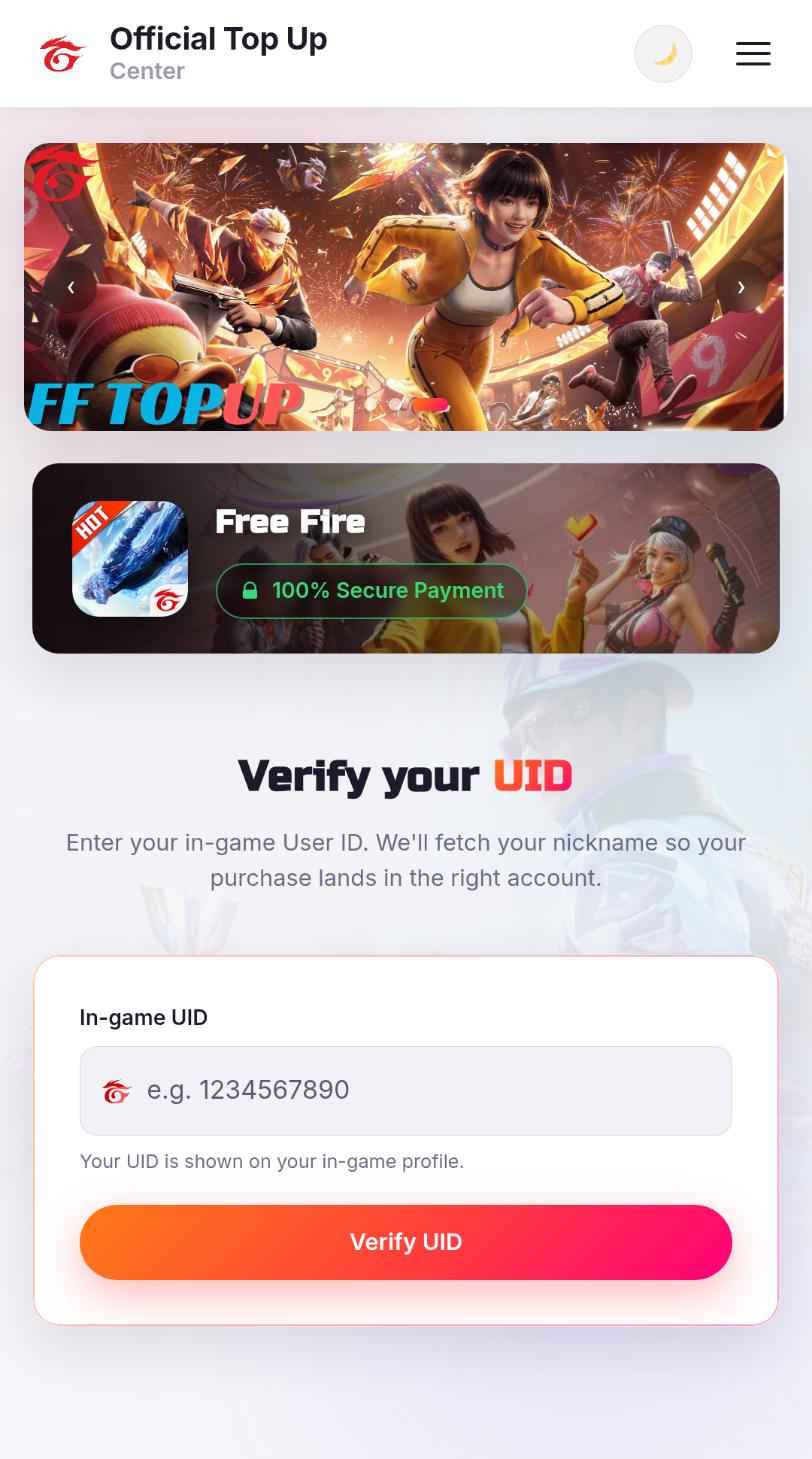 Official Top Up
Center
FF TOPUP
HOT
Free Fire
100% Secure Payment
Verify your UID
Enter your in-game User ID. We'll fetch your nickname so your
purchase lands in the right account.
In-game UID
e.g. 1234567890
Your UID is shown on your in-game profile.
Verify UID